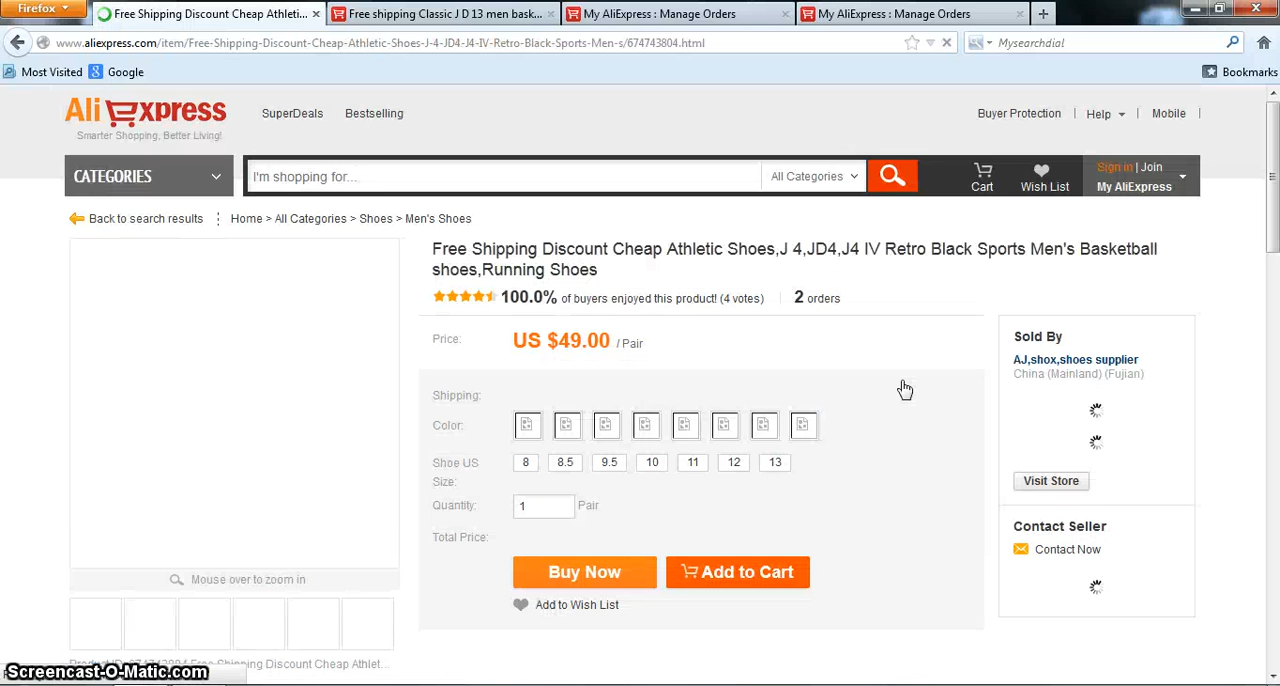 Firefox
Free Shipping Discount Cheap Athleti...
Free shipping Classic J D 13 men bask...
My AliExpress : Manage Orders
My AliExpress : Manage Orders
www.aliexpress.com/item/Free-Shipping-Discount-Cheap-Athletic-Shoes-J-4-JD4-J4-IV-Retro-Black-Sports-Men-s/674743804.html
Mysearchdial
Most Visited
Google
Bookmarks
AliExpress
Smarter Shopping, Better Living!
SuperDeals
Bestselling
Buyer Protection
Help
Mobile
CATEGORIES
I'm shopping for...
All Categories
Cart
Wish List
Sign in | Join
My AliExpress
Back to search results
Home > All Categories > Shoes > Men's Shoes
Free Shipping Discount Cheap Athletic Shoes,J 4,JD4,J4 IV Retro Black Sports Men's Basketball
shoes,Running Shoes
100.0% of buyers enjoyed this product! (4 votes)
2 orders
Price:
US $49.00 / Pair
Shipping:
Color:
Shoe US
Size:
8 8.5 9.5 10 11 12 13
Quantity:
1 Pair
Total Price:
Buy Now
Add to Cart
Add to Wish List
Sold By
AJ,shox,shoes supplier
China (Mainland) (Fujian)
Visit Store
Contact Seller
Contact Now
Mouse over to zoom in
Free Shipping Discount Cheap Athlet...
Screencast-O-Matic.com